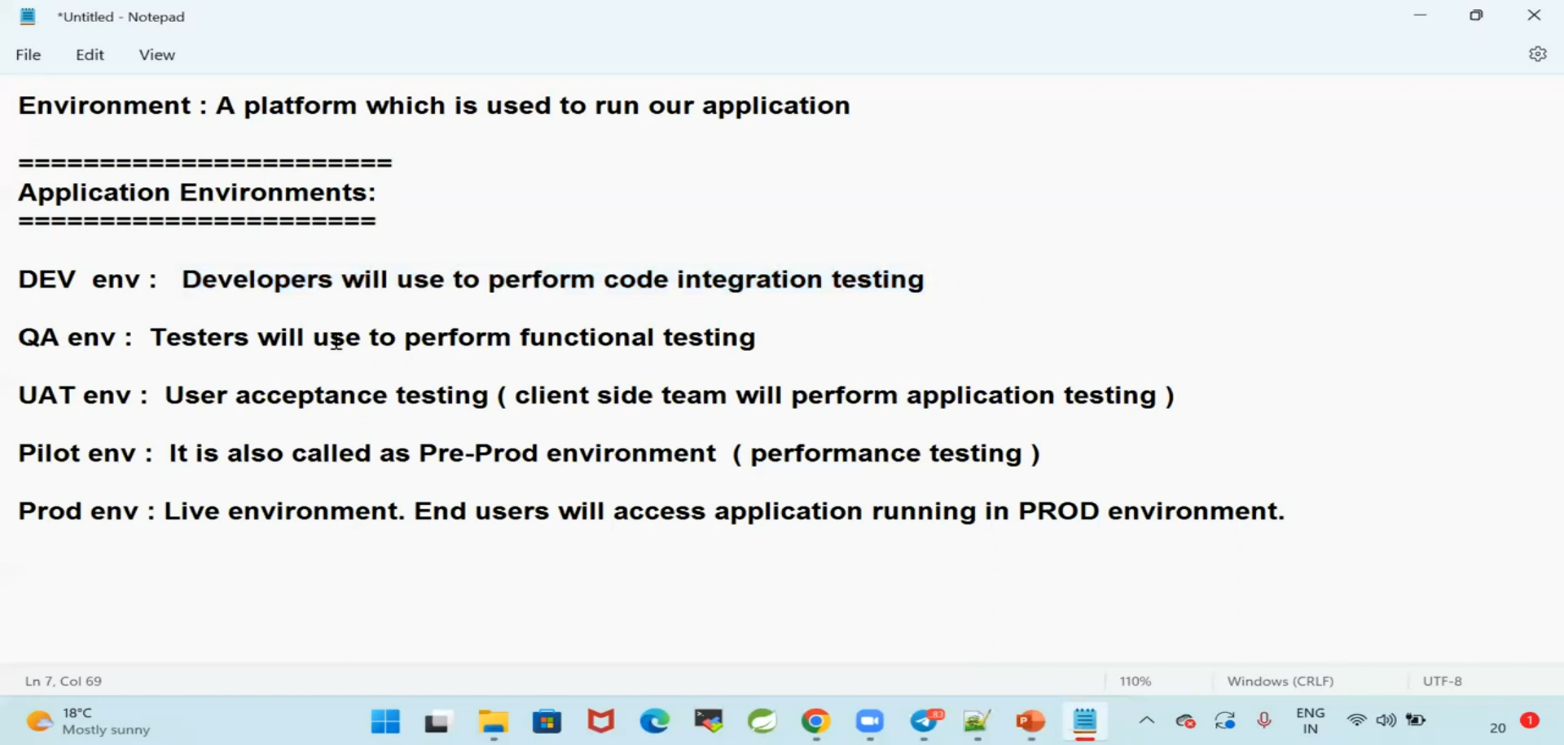 *Untitled - Notepad
File Edit View
Environment : A platform which is used to run our application
=======================
Application Environments:
======================
DEV  env :   Developers will use to perform code integration testing
QA env :  Testers will use to perform functional testing
UAT env :  User acceptance testing ( client side team will perform application testing )
Pilot env :  It is also called as Pre-Prod environment  ( performance testing )
Prod env : Live environment. End users will access application running in PROD environment.
Ln 7, Col 69 110% Windows (CRLF) UTF-8
18°C
Mostly sunny
83
P
ENG
IN
20
1